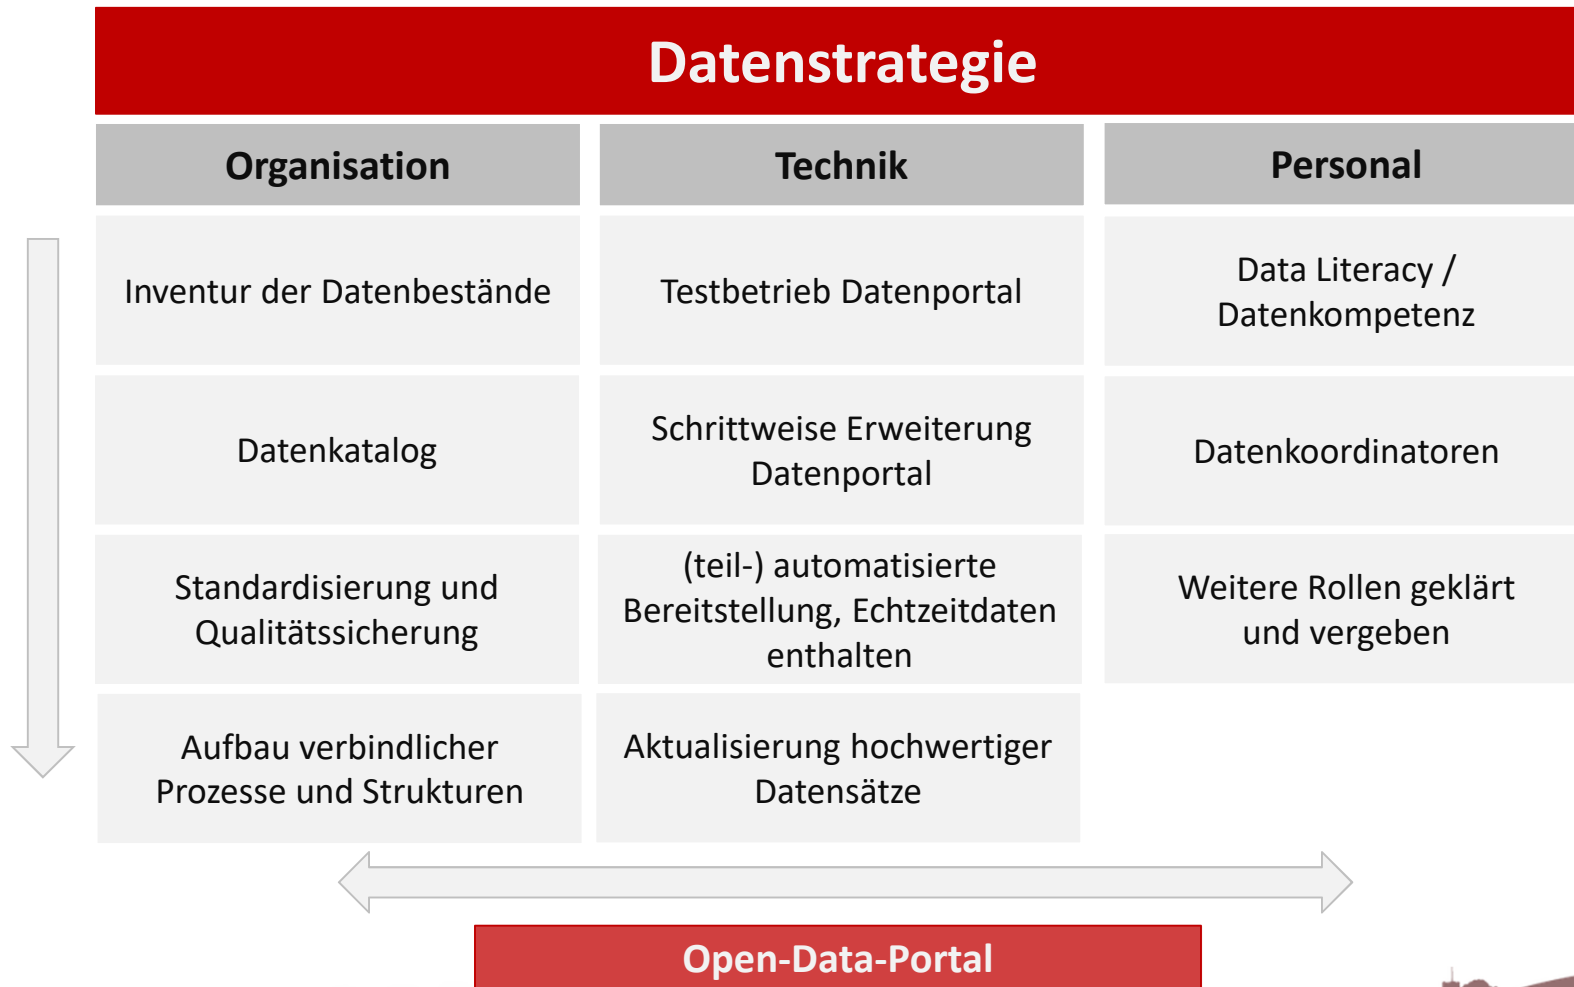 Datenstrategie
Organisation
Technik
Personal
Inventur der Datenbestände
Testbetrieb Datenportal
Data Literacy /
Datenkompetenz
Datenkatalog
Schrittweise Erweiterung
Datenportal
Datenkoordinatoren
Standardisierung und
Qualitätssicherung
(teil-) automatisierte
Bereitstellung, Echtzeitdaten
enthalten
Weitere Rollen geklärt
und vergeben
Aufbau verbindlicher
Prozesse und Strukturen
Aktualisierung hochwertiger
Datensätze
Open-Data-Portal